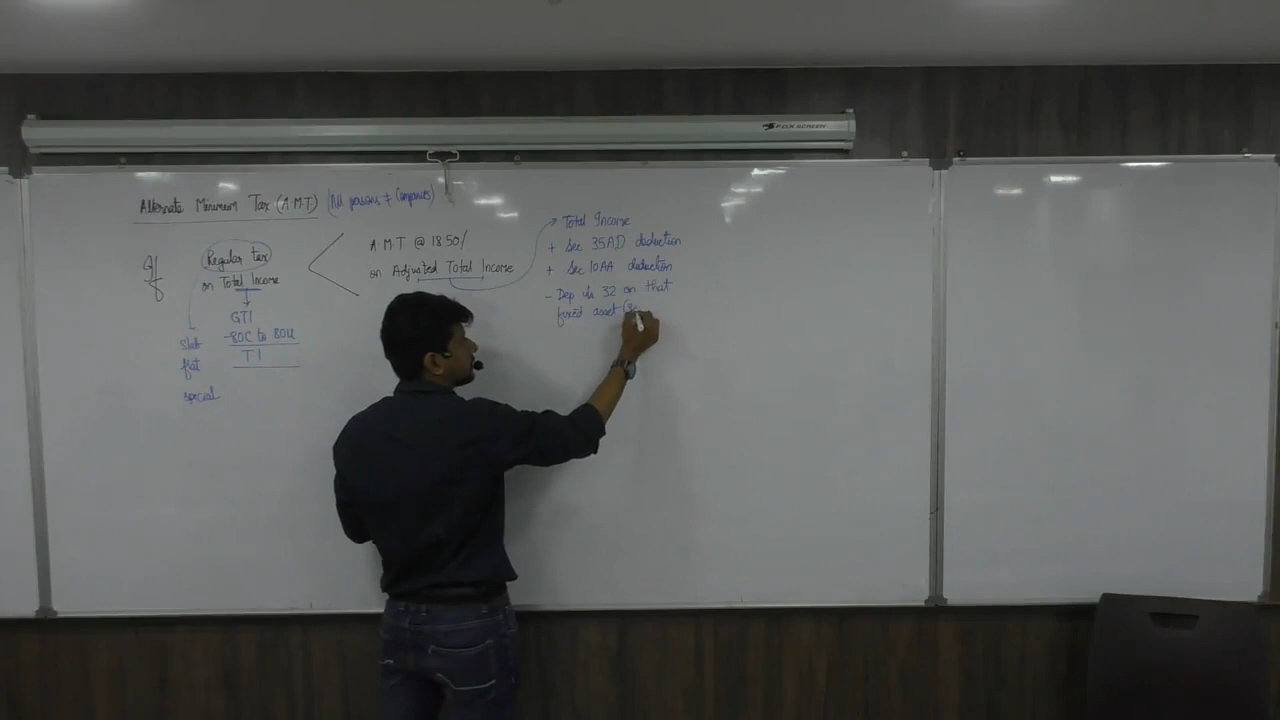 Alternate Minimum Tax (A.M.T) (All persons ≠ Companies)
If
Regular tax
on Total Income
GTI
-80C to 80U
TI
Slab
flat
special
A.M.T @ 18.50/
on Adjusted Total Income
Total Income
+ Sec 35AD deduction
+ Sec 10AA deduction
- Dep u/s 32 on that
fixed asset (